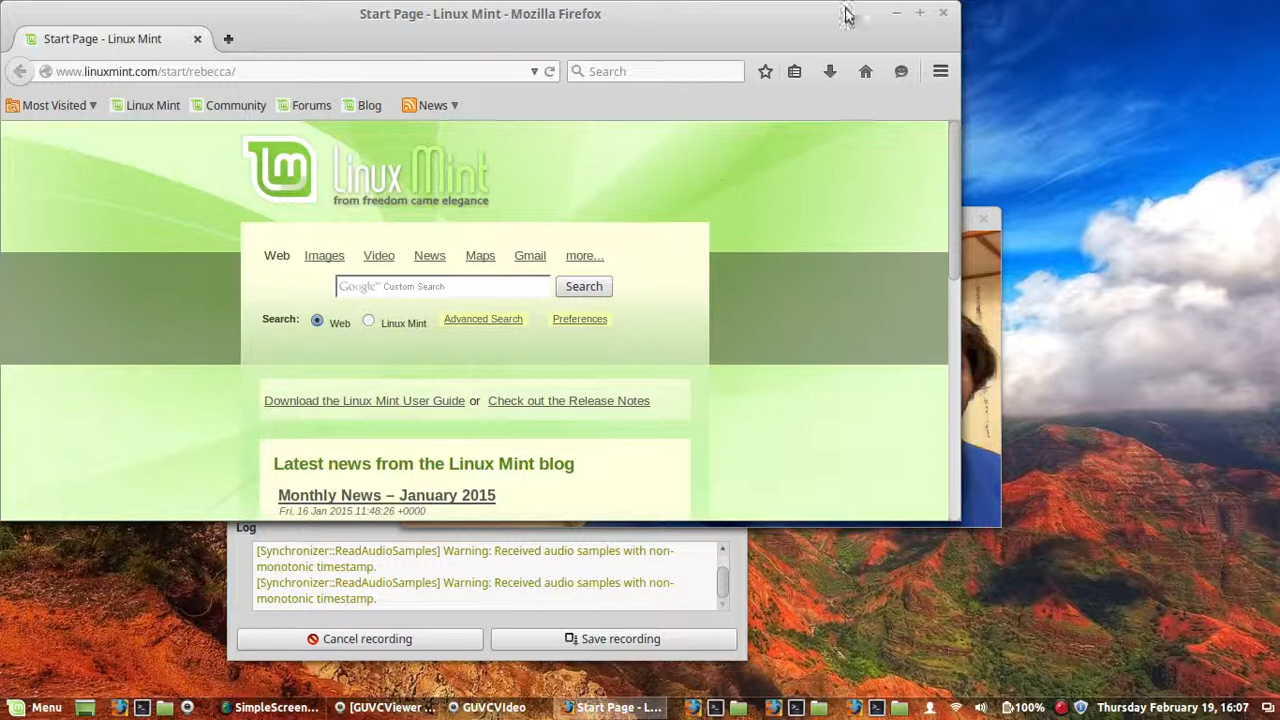 Start Page - Linux Mint - Mozilla Firefox
Start Page - Linux Mint
www.linuxmint.com/start/rebecca/
Search
Most Visited
Linux Mint
Community
Forums
Blog
News
Linux Mint
from freedom came elegance
Web Images Video News Maps Gmail more...
Google™ Custom Search
Search
Search: Web Linux Mint Advanced Search Preferences
Download the Linux Mint User Guide or Check out the Release Notes
Latest news from the Linux Mint blog
Monthly News – January 2015
Fri, 16 Jan 2015 11:48:26 +0000
Log
[Synchronizer::ReadAudioSamples] Warning: Received audio samples with non-
monotonic timestamp.
[Synchronizer::ReadAudioSamples] Warning: Received audio samples with non-
monotonic timestamp.
Cancel recording
Save recording
Menu
SimpleScreen...
[GUVCViewer ...
GUVCVideo
Start Page - L...
100%
Thursday February 19, 16:07